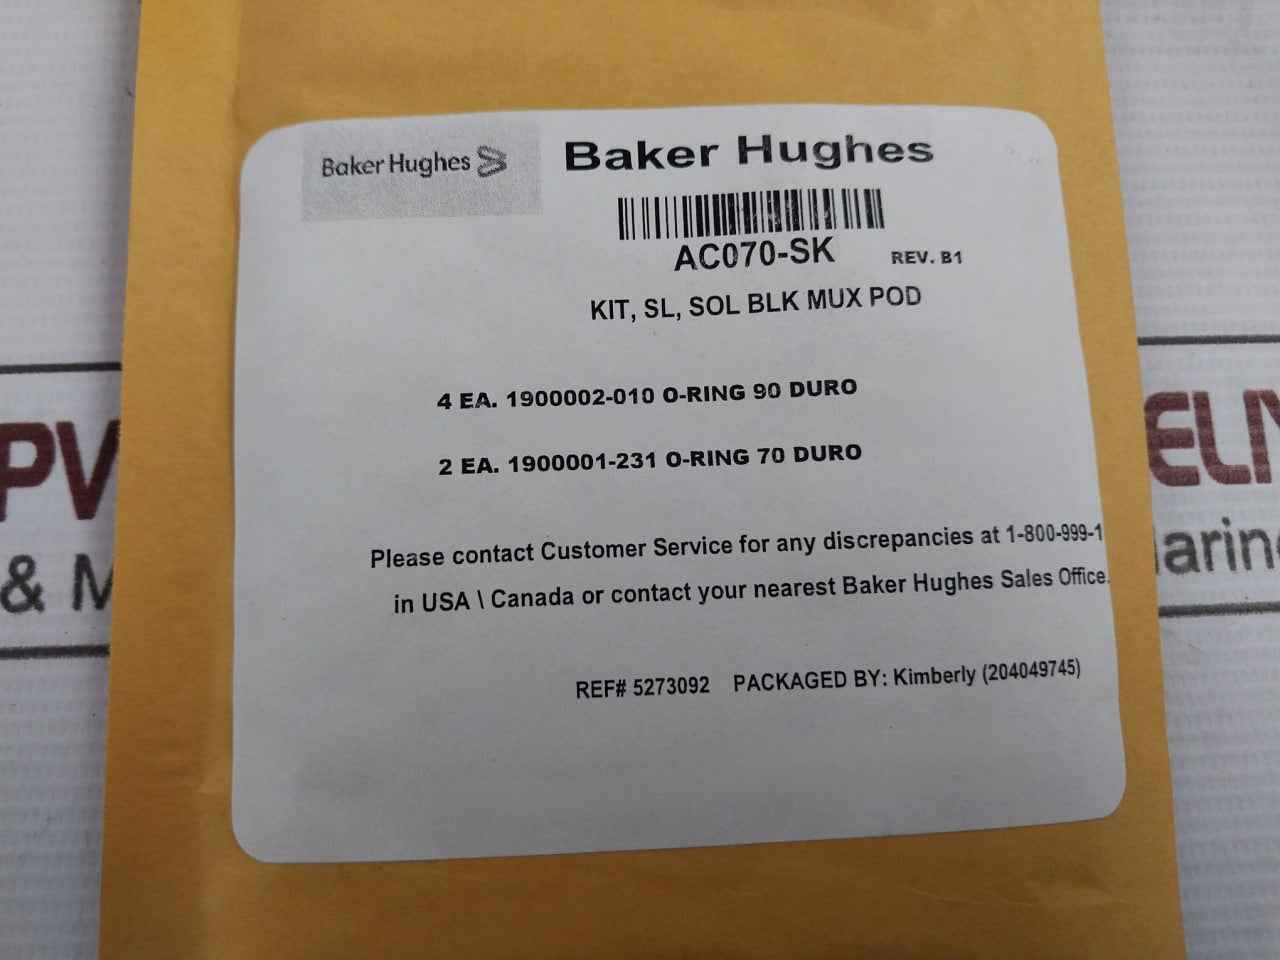 Baker Hughes
Baker Hughes
AC070-SK REV. B1
KIT, SL, SOL BLK MUX POD
4 EA. 1900002-010 O-RING 90 DURO
2 EA. 1900001-231 O-RING 70 DURO
Please contact Customer Service for any discrepancies at 1-800-999-1
in USA \ Canada or contact your nearest Baker Hughes Sales Office.
REF# 5273092 PACKAGED BY: Kimberly (204049745)
PV
& M
ELN
arin